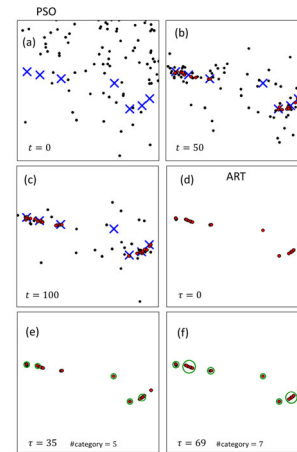 PSO
(a)
t = 0
(b)
t = 50
(c)
t = 100
ART
(d)
τ = 0
(e)
τ = 35 #category = 5
(f)
τ = 69 #category = 7